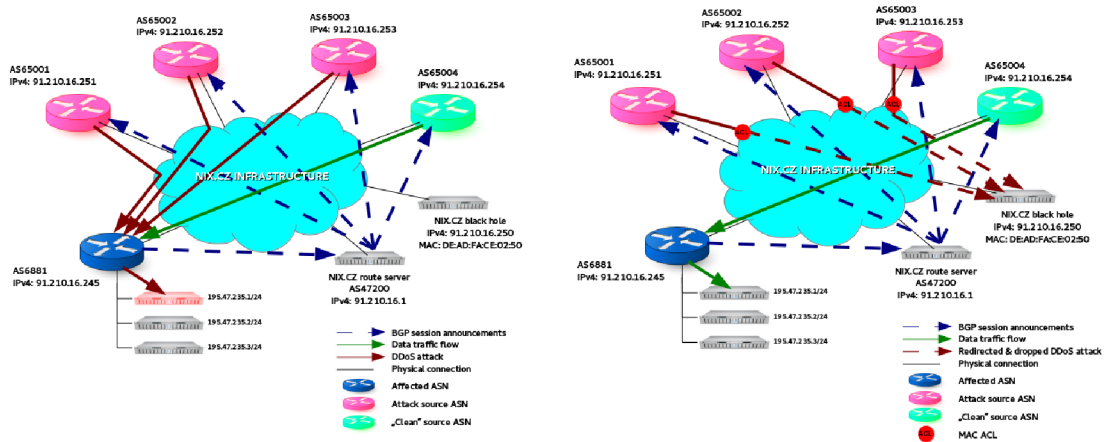 AS65002
IPv4: 91.210.16.252
AS65003
IPv4: 91.210.16.253
AS65001
IPv4: 91.210.16.251
AS65004
IPv4: 91.210.16.254
NIX.CZ INFRASTRUCTURE
NIX.CZ black hole
IPv4: 91.210.16.250
MAC: DE:AD:FA:CE:02:50
AS6881
IPv4: 91.210.16.245
NIX.CZ route server
AS47200
IPv4: 91.210.16.1
195.47.235.1/24
195.47.235.2/24
195.47.235.3/24
BGP session announcements
Data traffic flow
DDoS attack
Physical connection
Affected ASN
Attack source ASN
„Clean" source ASN
AS65002
IPv4: 91.210.16.252
AS65003
IPv4: 91.210.16.253
AS65001
IPv4: 91.210.16.251
AS65004
IPv4: 91.210.16.254
ACL
ACL
ACL
NIX.CZ INFRASTRUCTURE
NIX.CZ black hole
IPv4: 91.210.16.250
MAC: DE:AD:FA:CE:02:50
AS6881
IPv4: 91.210.16.245
NIX.CZ route server
AS47200
IPv4: 91.210.16.1
195.47.235.1/24
195.47.235.2/24
195.47.235.3/24
BGP session announcements
Data traffic flow
Redirected & dropped DDoS attack
Physical connection
Affected ASN
Attack source ASN
„Clean" source ASN
ACL
MAC ACL